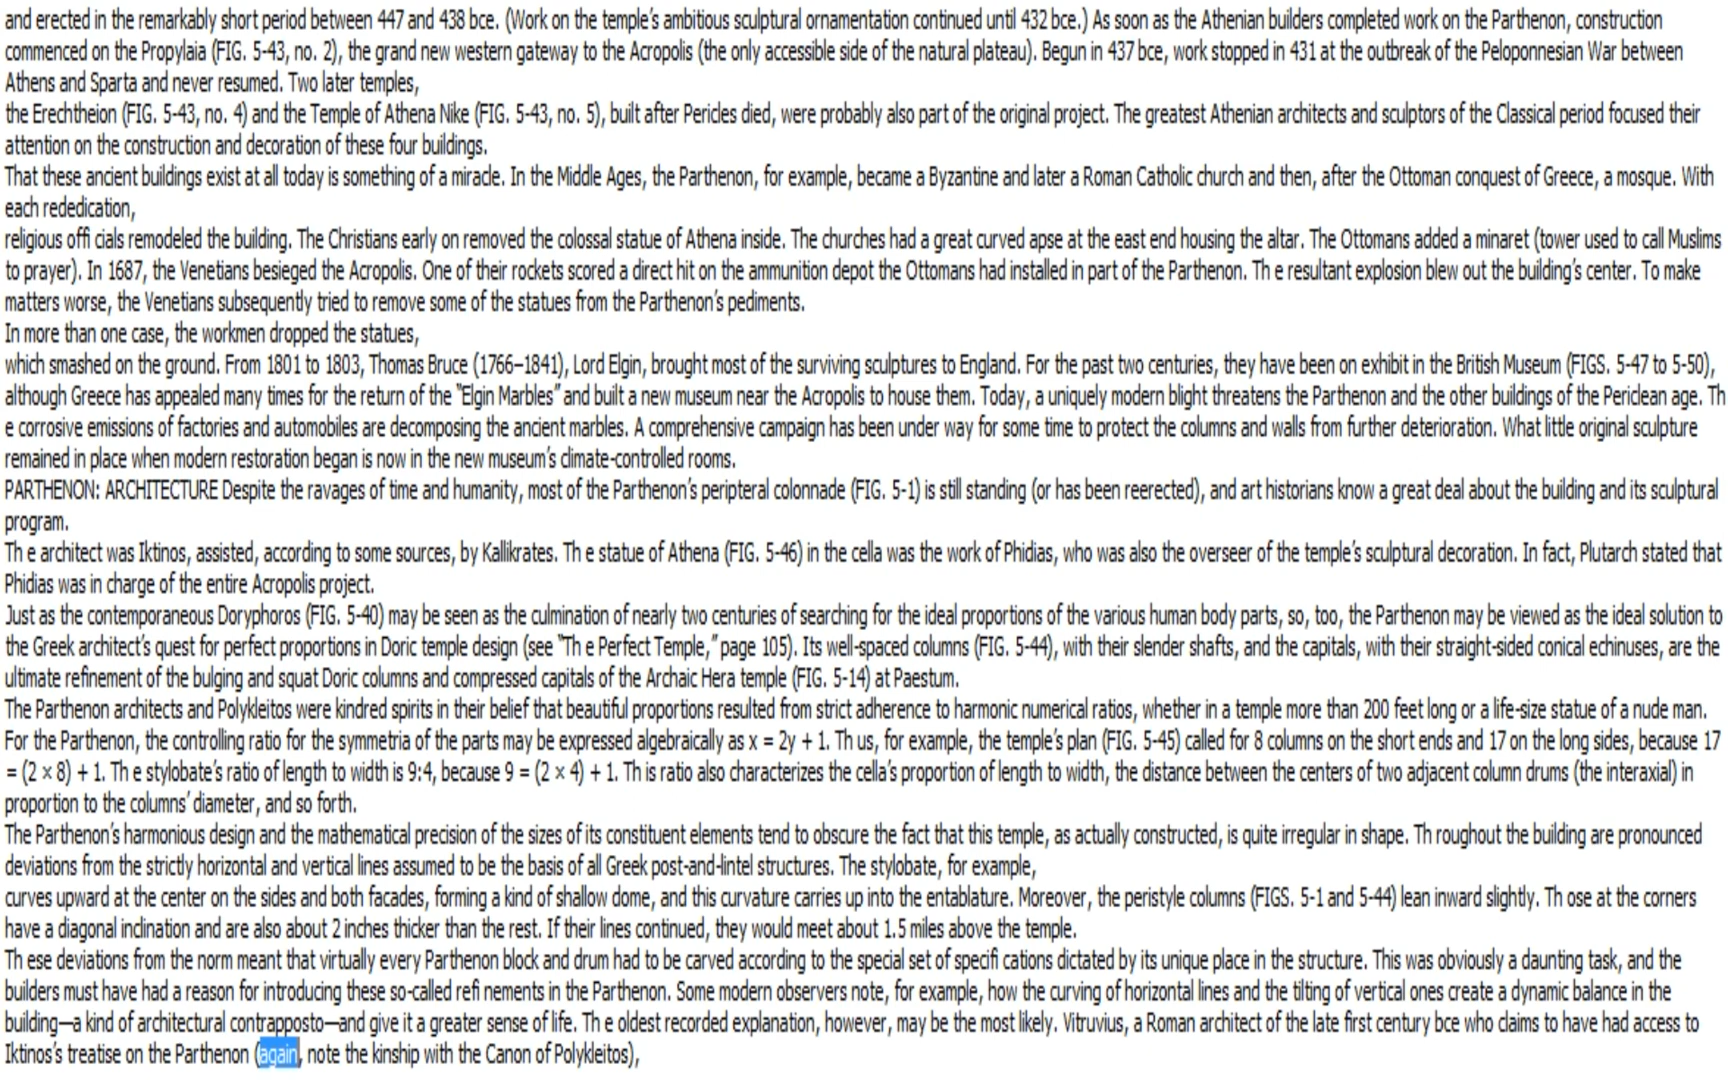 and erected in the remarkably short period between 447 and 438 bce. (Work on the temple's ambitious sculptural ornamentation continued until 432 bce.) As soon as the Athenian builders completed work on the Parthenon, construction
commenced on the Propylaia (FIG. 5-43, no. 2), the grand new western gateway to the Acropolis (the only accessible side of the natural plateau). Begun in 437 bce, work stopped in 431 at the outbreak of the Peloponnesian War between
Athens and Sparta and never resumed. Two later temples,
the Erechtheion (FIG. 5-43, no. 4) and the Temple of Athena Nike (FIG. 5-43, no. 5), built after Pericles died, were probably also part of the original project. The greatest Athenian architects and sculptors of the Classical period focused their
attention on the construction and decoration of these four buildings.
That these ancient buildings exist at all today is something of a miracle. In the Middle Ages, the Parthenon, for example, became a Byzantine and later a Roman Catholic church and then, after the Ottoman conquest of Greece, a mosque. With
each rededication,
religious offi cials remodeled the building. The Christians early on removed the colossal statue of Athena inside. The churches had a great curved apse at the east end housing the altar. The Ottomans added a minaret (tower used to call Muslims
to prayer). In 1687, the Venetians besieged the Acropolis. One of their rockets scored a direct hit on the ammunition depot the Ottomans had installed in part of the Parthenon. Th e resultant explosion blew out the building's center. To make
matters worse, the Venetians subsequently tried to remove some of the statues from the Parthenon's pediments.
In more than one case, the workmen dropped the statues,
which smashed on the ground. From 1801 to 1803, Thomas Bruce (1766–1841), Lord Elgin, brought most of the surviving sculptures to England. For the past two centuries, they have been on exhibit in the British Museum (FIGS. 5-47 to 5-50),
although Greece has appealed many times for the return of the "Elgin Marbles" and built a new museum near the Acropolis to house them. Today, a uniquely modern blight threatens the Parthenon and the other buildings of the Periclean age. Th
e corrosive emissions of factories and automobiles are decomposing the ancient marbles. A comprehensive campaign has been under way for some time to protect the columns and walls from further deterioration. What little original sculpture
remained in place when modern restoration began is now in the new museum's climate-controlled rooms.
PARTHENON: ARCHITECTURE Despite the ravages of time and humanity, most of the Parthenon's peripteral colonnade (FIG. 5-1) is still standing (or has been reerected), and art historians know a great deal about the building and its sculptural
program.
Th e architect was Iktinos, assisted, according to some sources, by Kallikrates. Th e statue of Athena (FIG. 5-46) in the cella was the work of Phidias, who was also the overseer of the temple's sculptural decoration. In fact, Plutarch stated that
Phidias was in charge of the entire Acropolis project.
Just as the contemporaneous Doryphoros (FIG. 5-40) may be seen as the culmination of nearly two centuries of searching for the ideal proportions of the various human body parts, so, too, the Parthenon may be viewed as the ideal solution to
the Greek architect's quest for perfect proportions in Doric temple design (see "Th e Perfect Temple," page 105). Its well-spaced columns (FIG. 5-44), with their slender shafts, and the capitals, with their straight-sided conical echinuses, are the
ultimate refinement of the bulging and squat Doric columns and compressed capitals of the Archaic Hera temple (FIG. 5-14) at Paestum.
The Parthenon architects and Polykleitos were kindred spirits in their belief that beautiful proportions resulted from strict adherence to harmonic numerical ratios, whether in a temple more than 200 feet long or a life-size statue of a nude man.
For the Parthenon, the controlling ratio for the symmetria of the parts may be expressed algebraically as x = 2y + 1. Th us, for example, the temple's plan (FIG. 5-45) called for 8 columns on the short ends and 17 on the long sides, because 17
= (2 × 8) + 1. Th e stylobate's ratio of length to width is 9:4, because 9 = (2 × 4) + 1. Th is ratio also characterizes the cella's proportion of length to width, the distance between the centers of two adjacent column drums (the interaxial) in
proportion to the columns' diameter, and so forth.
The Parthenon's harmonious design and the mathematical precision of the sizes of its constituent elements tend to obscure the fact that this temple, as actually constructed, is quite irregular in shape. Th roughout the building are pronounced
deviations from the strictly horizontal and vertical lines assumed to be the basis of all Greek post-and-lintel structures. The stylobate, for example,
curves upward at the center on the sides and both facades, forming a kind of shallow dome, and this curvature carries up into the entablature. Moreover, the peristyle columns (FIGS. 5-1 and 5-44) lean inward slightly. Th ose at the corners
have a diagonal inclination and are also about 2 inches thicker than the rest. If their lines continued, they would meet about 1.5 miles above the temple.
Th ese deviations from the norm meant that virtually every Parthenon block and drum had to be carved according to the special set of specifi cations dictated by its unique place in the structure. This was obviously a daunting task, and the
builders must have had a reason for introducing these so-called refi nements in the Parthenon. Some modern observers note, for example, how the curving of horizontal lines and the tilting of vertical ones create a dynamic balance in the
building—a kind of architectural contrapposto—and give it a greater sense of life. Th e oldest recorded explanation, however, may be the most likely. Vitruvius, a Roman architect of the late first century bce who claims to have had access to
Iktinos's treatise on the Parthenon (again, note the kinship with the Canon of Polykleitos),